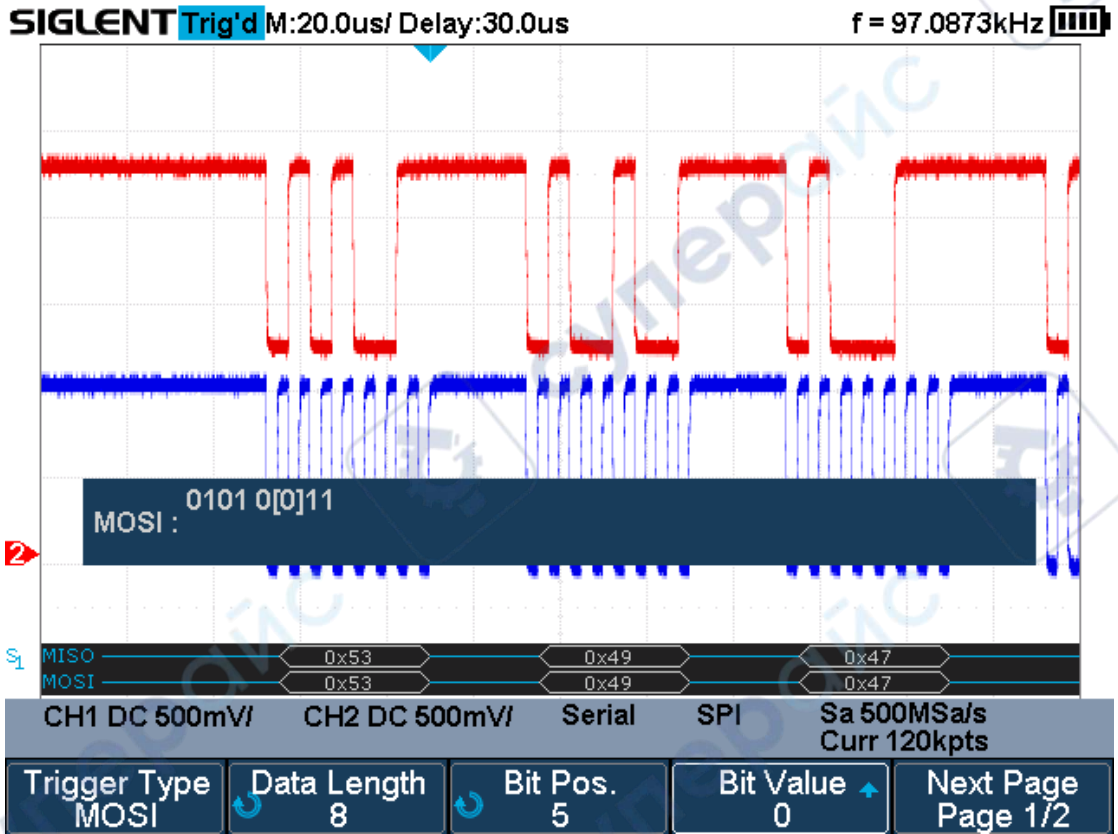 SIGLENT Trig'd M:20.0us/ Delay:30.0us f = 97.0873kHz
суперайс
0101 0[0]11
MOSI :
2
S1 MISO 0x53 0x49 0x47
MOSI 0x53 0x49 0x47
CH1 DC 500mV/ CH2 DC 500mV/ Serial SPI Sa 500MSa/s
Curr 120kpts
Trigger Type Data Length Bit Pos. Bit Value Next Page
MOSI 8 5 0 Page 1/2